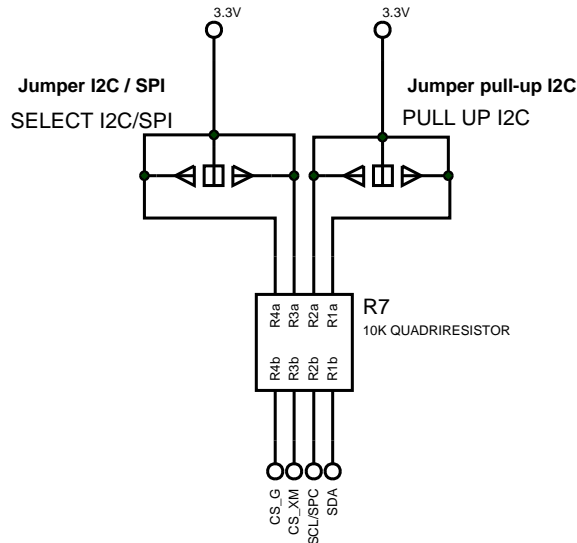 3.3V
3.3V
Jumper I2C / SPI
Jumper pull-up I2C
SELECT I2C/SPI
PULL UP I2C
R4a
R3a
R2a
R1a
R7
10K QUADRIRESISTOR
R4b
R3b
R2b
R1b
CS_G
CS_XM
SCL/SPC
SDA